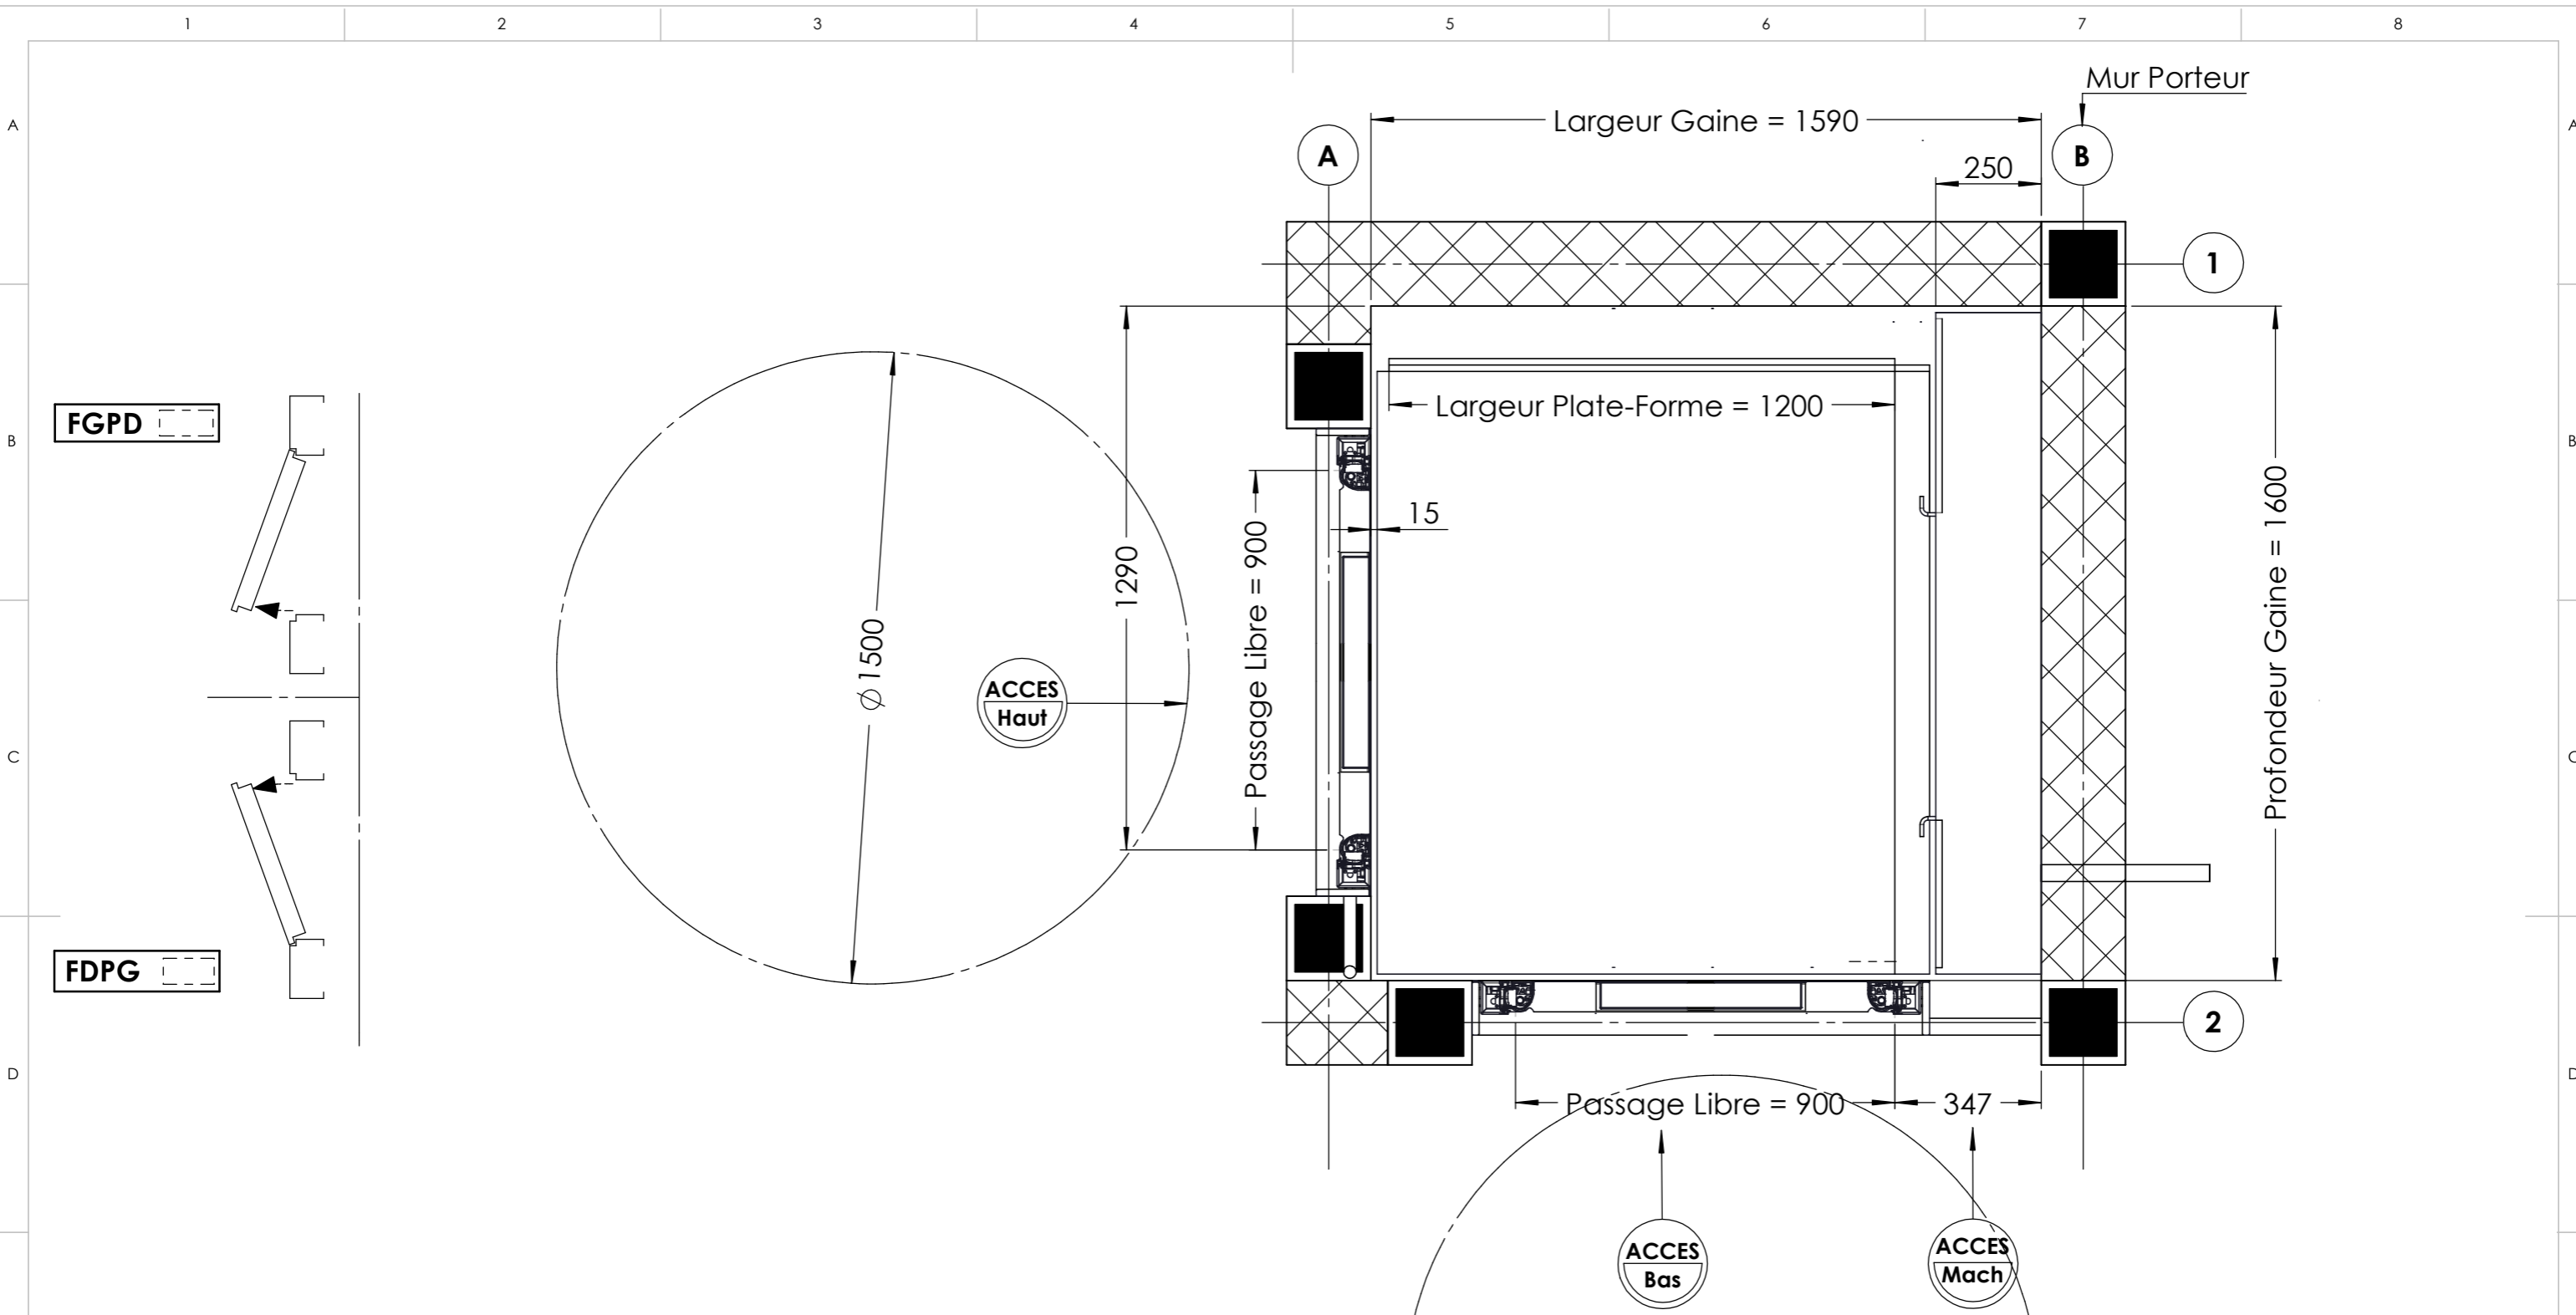 1 2 3 4 5 6 7 8
Mur Porteur
A A
Largeur Gaine = 1590
A B
250
1
FGPD
Largeur Plate-Forme = 1200
B B
15
1290
Passage Libre = 900
Profondeur Gaine = 1600
Ø1500
ACCES
Haut
C C
FDPG
2
D D
Passage Libre = 900 347
ACCES
Bas
ACCES
Mach